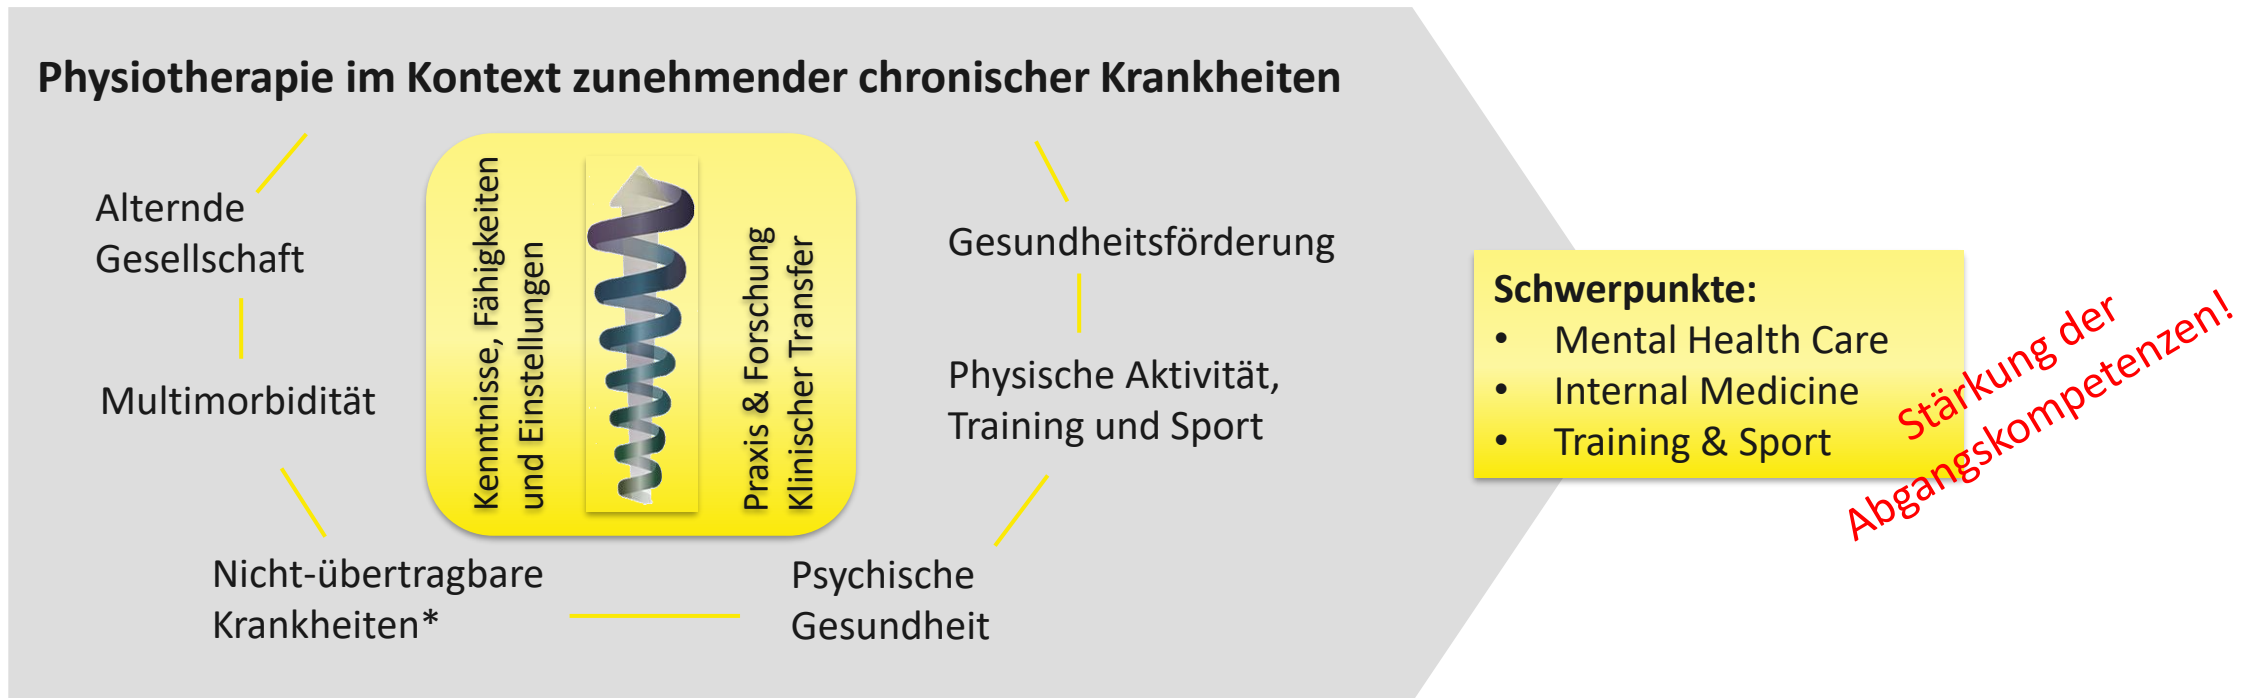 Physiotherapie im Kontext zunehmender chronischer Krankheiten
Alternde
Gesellschaft
Multimorbidität
Nicht-übertragbare
Krankheiten*
Kenntnisse, Fähigkeiten
und Einstellungen
Praxis & Forschung
Klinischer Transfer
Psychische
Gesundheit
Physische Aktivität,
Training und Sport
Gesundheitsförderung
Schwerpunkte:
• Mental Health Care
• Internal Medicine
• Training & Sport
Stärkung der
Abgangskompetenzen!